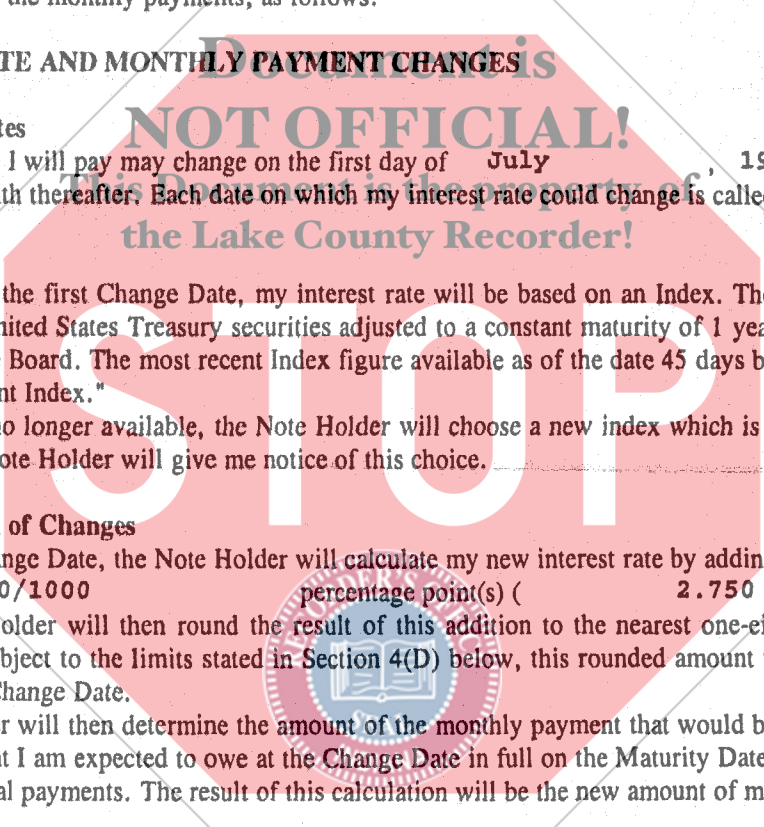 the monthly payments, as follows:
TE AND MONTHLY PAYMENT CHANGES
Document is
tes
NOT OFFICIAL!
I will pay may change on the first day of July , 19
th thereafter. Each date on which my interest rate could change is calle
This Document is the property of
the Lake County Recorder!
the first Change Date, my interest rate will be based on an Index. Th
nited States Treasury securities adjusted to a constant maturity of 1 yea
Board. The most recent Index figure available as of the date 45 days b
nt Index."
no longer available, the Note Holder will choose a new index which is
ote Holder will give me notice of this choice.
STOP
of Changes
nge Date, the Note Holder will calculate my new interest rate by addin
0/1000 percentage point(s) ( 2.750
older will then round the result of this addition to the nearest one-ei
bject to the limits stated in Section 4(D) below, this rounded amount
Change Date.
r will then determine the amount of the monthly payment that would b
t I am expected to owe at the Change Date in full on the Maturity Date
al payments. The result of this calculation will be the new amount of m
SEAL